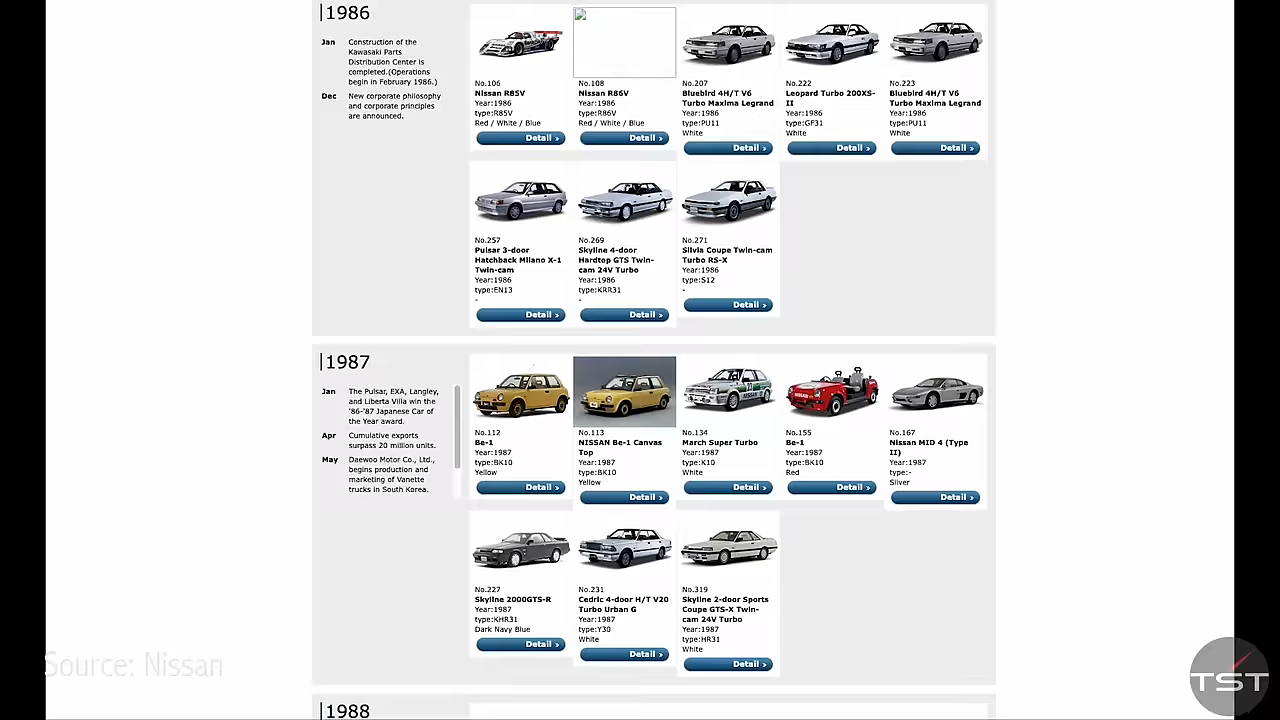 |1986
Jan Construction of the
Kawasaki Parts
Distribution Center is
completed.(Operations
begin in February 1986.)
Dec New corporate philosophy
and corporate principles
are announced.
No.106
Nissan R85V
Year:1986
type:R85V
Red / White / Blue
Detail ›
No.108
Nissan R86V
Year:1986
type:R86V
Red / White / Blue
Detail ›
No.207
Bluebird 4H/T V6
Turbo Maxima Legrand
Year:1986
type:PU11
White
Detail ›
No.222
Leopard Turbo 200XS-
II
Year:1986
type:GF31
White
Detail ›
No.223
Bluebird 4H/T V6
Turbo Maxima Legrand
Year:1986
type:PU11
White
Detail ›
No.257
Pulsar 3-door
Hatchback Milano X-1
Twin-cam
Year:1986
type:EN13
-
Detail ›
No.269
Skyline 4-door
Hardtop GTS Twin-
cam 24V Turbo
Year:1986
type:KRR31
-
Detail ›
No.271
Silvia Coupe Twin-cam
Turbo RS-X
Year:1986
type:S12
-
Detail ›
|1987
Jan The Pulsar, EXA, Langley,
and Liberta Villa win the
'86-'87 Japanese Car of
the Year award.
Apr Cumulative exports
surpass 20 million units.
May Daewoo Motor Co., Ltd.,
begins production and
marketing of Vanette
trucks in South Korea.
No.112
Be-1
Year:1987
type:BK10
Yellow
Detail ›
No.113
NISSAN Be-1 Canvas
Top
Year:1987
type:BK10
Yellow
Detail ›
No.134
March Super Turbo
Year:1987
type:K10
White
Detail ›
No.155
Be-1
Year:1987
type:BK10
Red
Detail ›
No.167
Nissan MID 4 (Type
II)
Year:1987
type:-
Silver
Detail ›
No.227
Skyline 2000GTS-R
Year:1987
type:KHR31
Dark Navy Blue
Detail ›
No.231
Cedric 4-door H/T V20
Turbo Urban G
Year:1987
type:Y30
White
Detail ›
No.319
Skyline 2-door Sports
Coupe GTS-X Twin-
cam 24V Turbo
Year:1987
type:HR31
White
Detail ›
|1988
Source: Nissan
TST